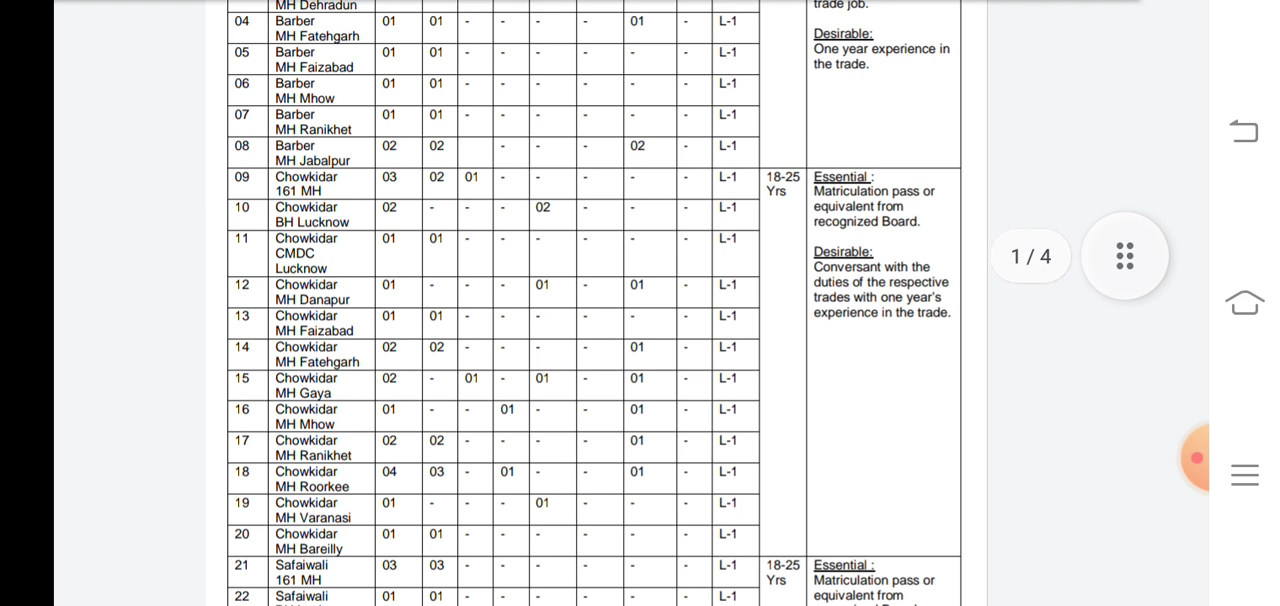 MH Dehradun trade job.
04 Barber 01 01 - - - - 01 - L-1
MH Fatehgarh
Desirable:
05 Barber 01 01 - - - - - - L-1 One year experience in
MH Faizabad the trade.
06 Barber 01 01 - - - - - - L-1
MH Mhow
07 Barber 01 01 - - - - - - L-1
MH Ranikhet
08 Barber 02 02 - - - 02 - L-1
MH Jabalpur
09 Chowkidar 03 02 01 - - - - - L-1 18-25 Essential :
161 MH Yrs Matriculation pass or
10 Chowkidar 02 - - - 02 - - - L-1 equivalent from
BH Lucknow recognized Board.
11 Chowkidar 01 01 - - - - - - L-1
CMDC Desirable:
Lucknow Conversant with the
12 Chowkidar 01 - - - 01 - 01 - L-1 duties of the respective
MH Danapur trades with one year's
13 Chowkidar 01 01 - - - - - - L-1 experience in the trade.
MH Faizabad
14 Chowkidar 02 02 - - - - 01 - L-1
MH Fatehgarh
15 Chowkidar 02 - 01 - 01 - 01 - L-1
MH Gaya
16 Chowkidar 01 - - 01 - - 01 - L-1
MH Mhow
17 Chowkidar 02 02 - - - - 01 - L-1
MH Ranikhet
18 Chowkidar 04 03 - 01 - - 01 - L-1
MH Roorkee
19 Chowkidar 01 - - - 01 - - - L-1
MH Varanasi
20 Chowkidar 01 01 - - - - - - L-1
MH Bareilly
21 Safaiwali 03 03 - - - - - - L-1 18-25 Essential :
161 MH Yrs Matriculation pass or
22 Safaiwali 01 01 - - - - - - L-1 equivalent from
1 / 4